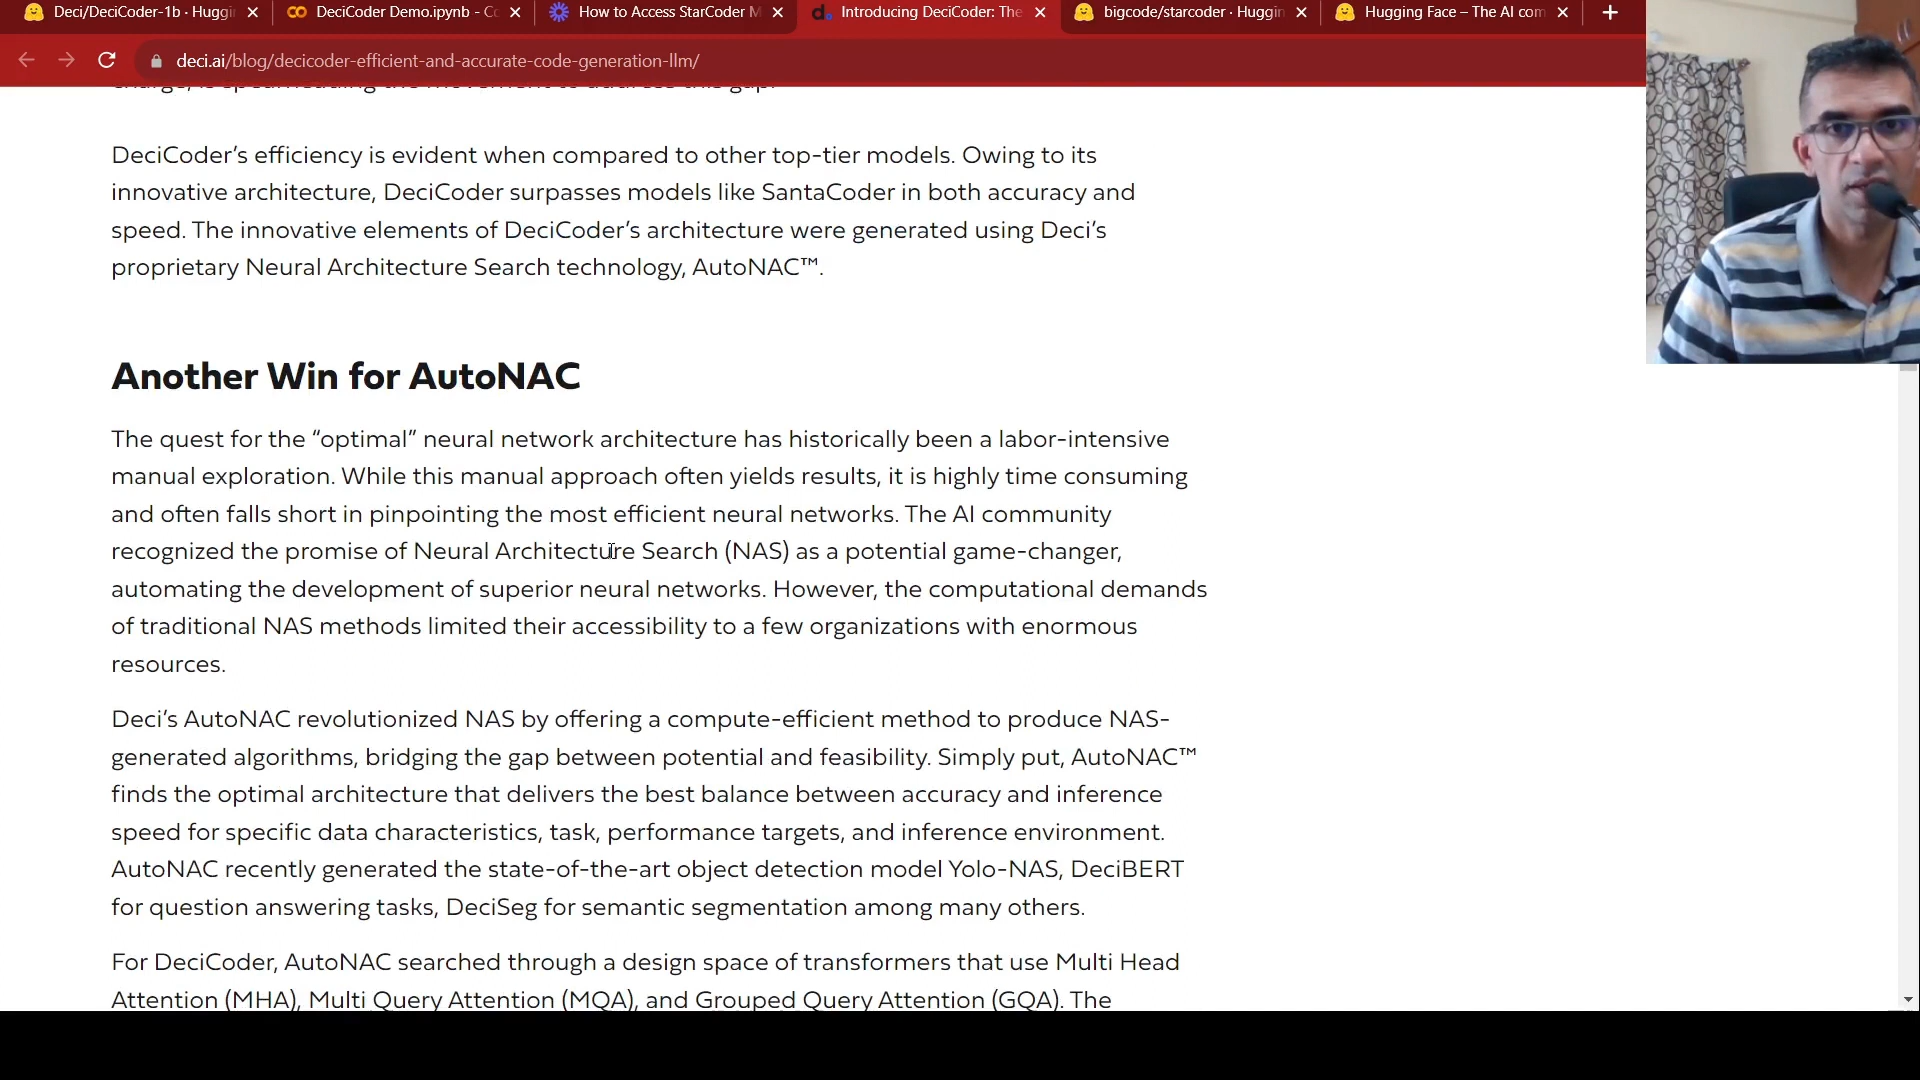 Deci/DeciCoder-1b · Huggi
DeciCoder Demo.ipynb - Co
How to Access StarCoder M
Introducing DeciCoder: The
bigcode/starcoder · Huggin
Hugging Face – The AI com
deci.ai/blog/decicoder-efficient-and-accurate-code-generation-llm/
charge, is spearheading the movement to address this gap.
DeciCoder’s efficiency is evident when compared to other top-tier models. Owing to its
innovative architecture, DeciCoder surpasses models like SantaCoder in both accuracy and
speed. The innovative elements of DeciCoder’s architecture were generated using Deci’s
proprietary Neural Architecture Search technology, AutoNAC™.
Another Win for AutoNAC
The quest for the “optimal” neural network architecture has historically been a labor-intensive
manual exploration. While this manual approach often yields results, it is highly time consuming
and often falls short in pinpointing the most efficient neural networks. The AI community
recognized the promise of Neural Architecture Search (NAS) as a potential game-changer,
automating the development of superior neural networks. However, the computational demands
of traditional NAS methods limited their accessibility to a few organizations with enormous
resources.
Deci’s AutoNAC revolutionized NAS by offering a compute-efficient method to produce NAS-
generated algorithms, bridging the gap between potential and feasibility. Simply put, AutoNAC™
finds the optimal architecture that delivers the best balance between accuracy and inference
speed for specific data characteristics, task, performance targets, and inference environment.
AutoNAC recently generated the state-of-the-art object detection model Yolo-NAS, DeciBERT
for question answering tasks, DeciSeg for semantic segmentation among many others.
For DeciCoder, AutoNAC searched through a design space of transformers that use Multi Head
Attention (MHA), Multi Query Attention (MQA), and Grouped Query Attention (GQA). The